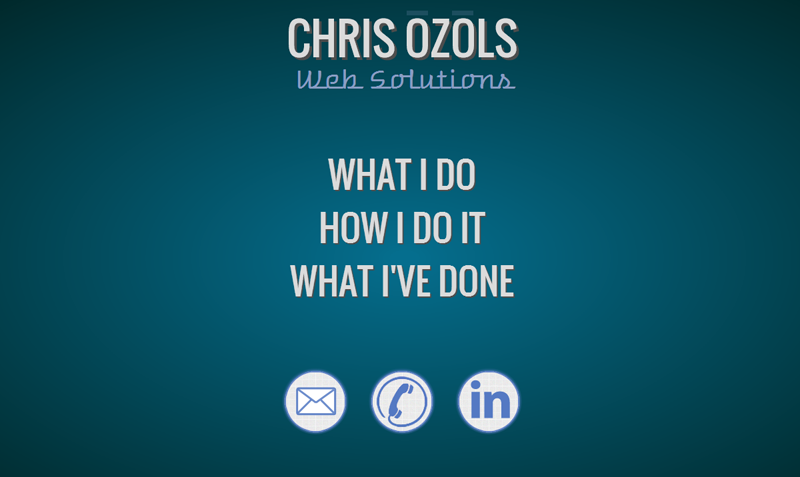 CHRIS OZOLS
Web Solutions
WHAT I DO
HOW I DO IT
WHAT I'VE DONE
in